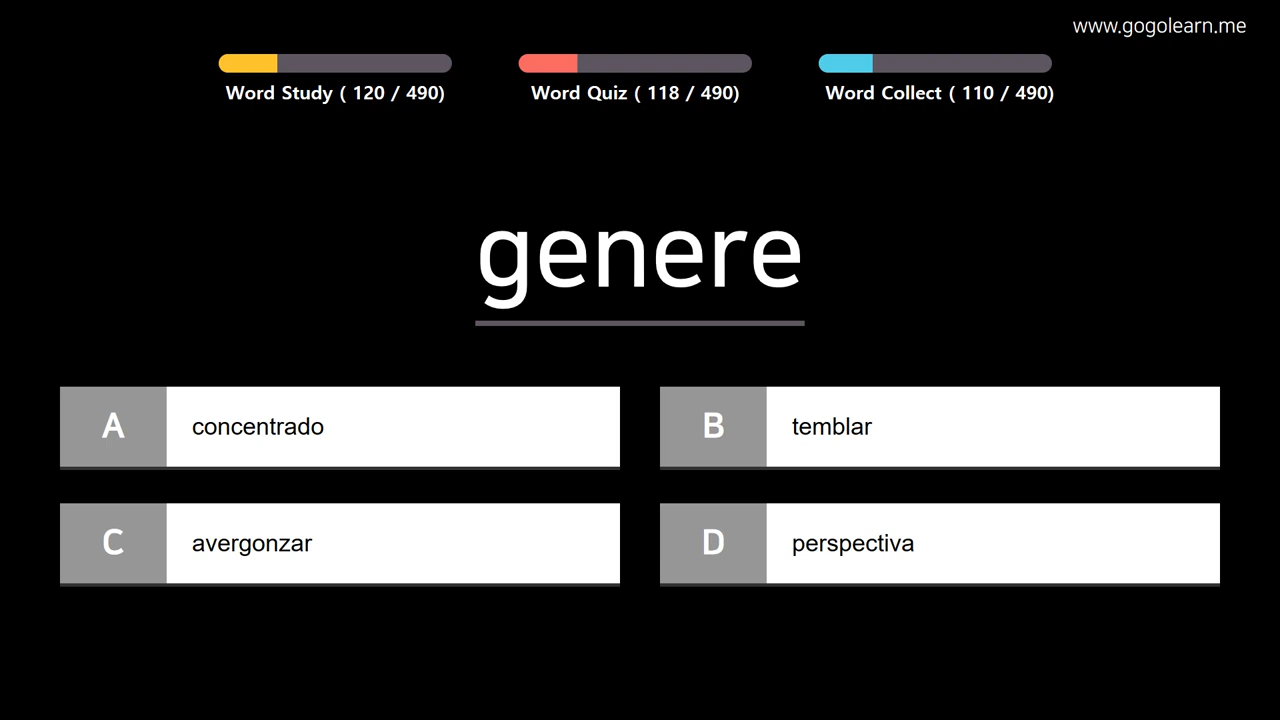 www.gogolearn.me
Word Study ( 120 / 490)
Word Quiz ( 118 / 490)
Word Collect ( 110 / 490)
genere
A concentrado
B temblar
C avergonzar
D perspectiva